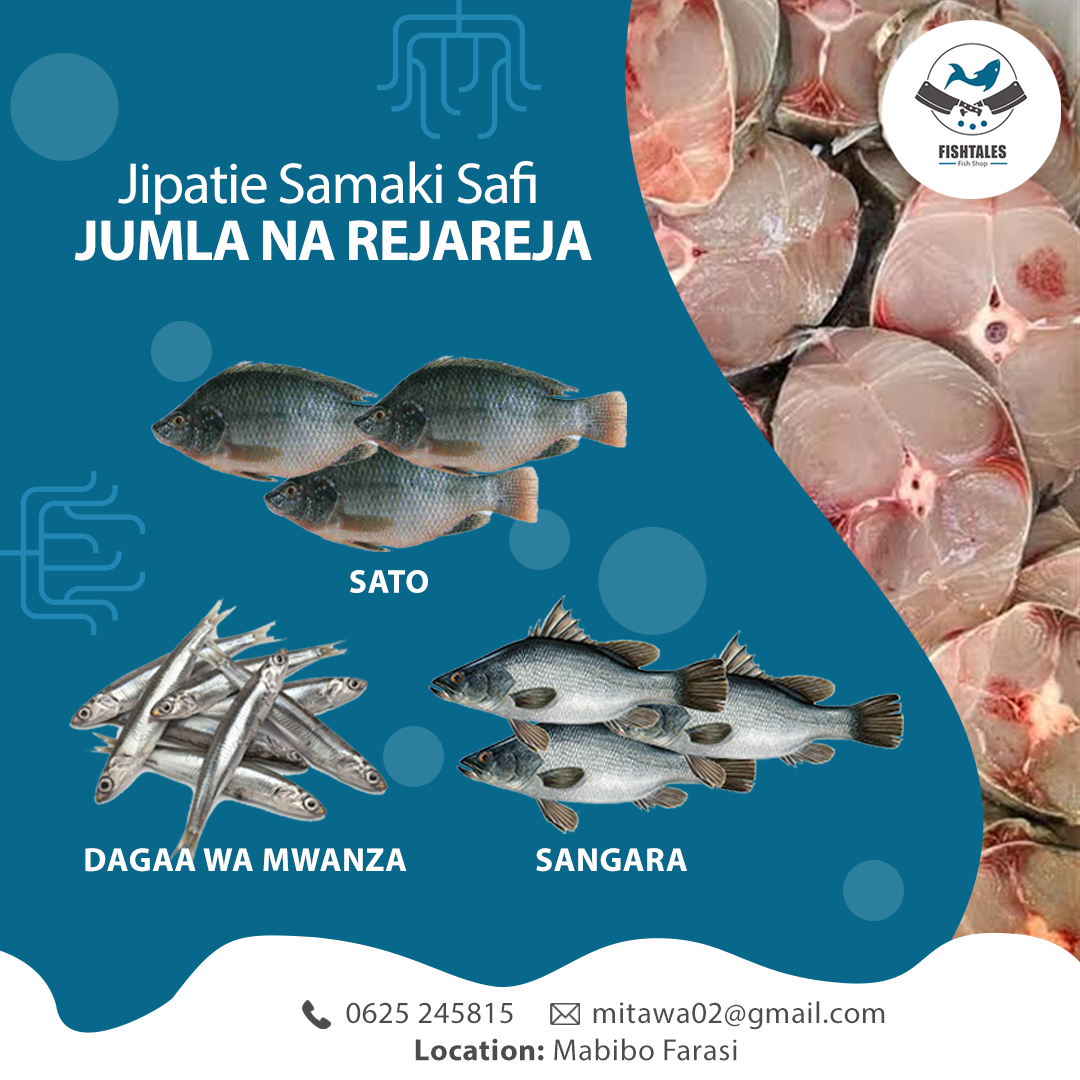 FISHTALES
Fish Shop
Jipatie Samaki Safi
JUMLA NA REJAREJA
SATO
DAGAA WA MWANZA
SANGARA
0625 245815
mitawa02@gmail.com
Location: Mabibo Farasi